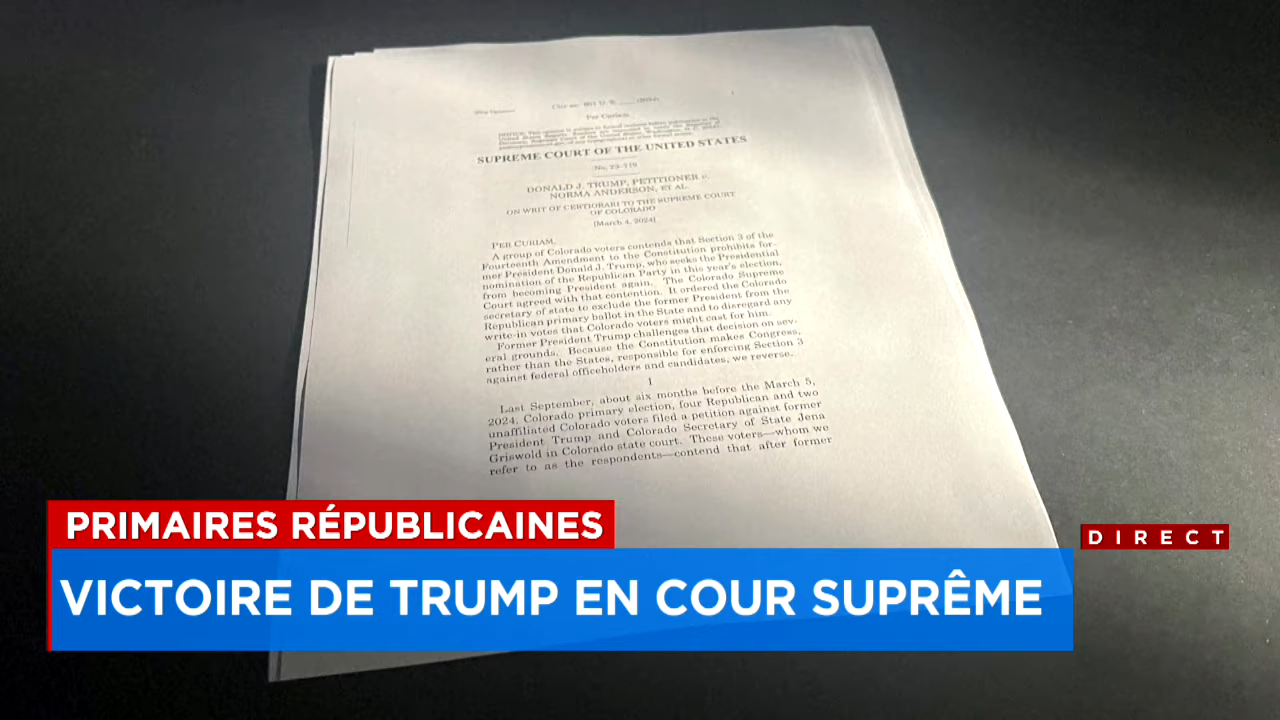 Cite as: 601 U. S. ____ (2024)
Per Curiam
SUPREME COURT OF THE UNITED STATES
No. 23–719
DONALD J. TRUMP, PETITIONER v.
NORMA ANDERSON, ET AL.
ON WRIT OF CERTIORARI TO THE SUPREME COURT
OF COLORADO
[March 4, 2024]
PER CURIAM.
A group of Colorado voters contends that Section 3 of the
Fourteenth Amendment to the Constitution prohibits for-
mer President Donald J. Trump, who seeks the Presidential
nomination of the Republican Party in this year's election,
from becoming President again. The Colorado Supreme
Court agreed with that contention. It ordered the Colorado
secretary of state to exclude the former President from the
Republican primary ballot in the State and to disregard any
write-in votes that Colorado voters might cast for him.
Former President Trump challenges that decision on sev-
eral grounds. Because the Constitution makes Congress,
rather than the States, responsible for enforcing Section 3
against federal officeholders and candidates, we reverse.
I
Last September, about six months before the March 5,
2024, Colorado primary election, four Republican and two
unaffiliated Colorado voters filed a petition against former
President Trump and Colorado Secretary of State Jena
Griswold in Colorado state court. These voters—whom we
refer to as the respondents—contend that after former
PRIMAIRES RÉPUBLICAINES
DIRECT
VICTOIRE DE TRUMP EN COUR SUPRÊME